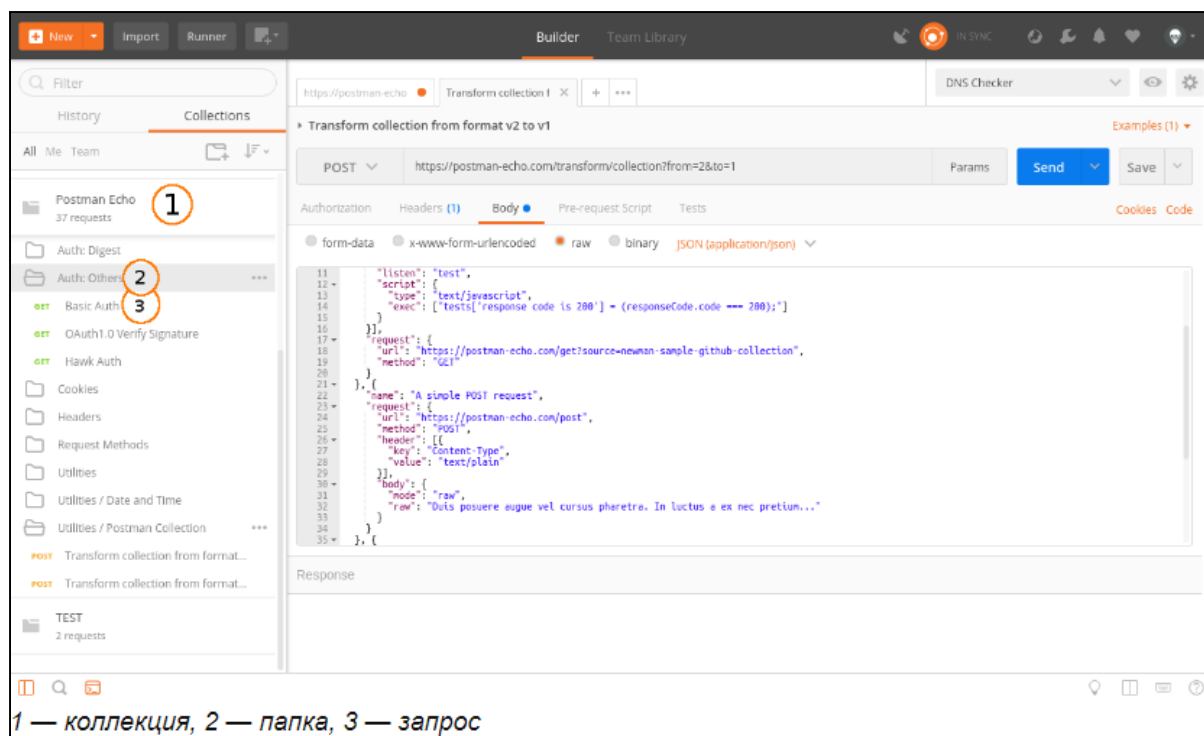 New Import Runner Builder Team Library IN SYNC
Filter
History Collections
All Me Team
Postman Echo 1
37 requests
Auth: Digest
Auth: Others 2
GET Basic Auth 3
GET OAuth1.0 Verify Signature
GET Hawk Auth
Cookies
Headers
Request Methods
Utilities
Utilities / Date and Time
Utilities / Postman Collection
POST Transform collection from format...
POST Transform collection from format...
TEST
2 requests
https://postman-echo Transform collection f × + ••• DNS Checker
Transform collection from format v2 to v1 Examples (1)
POST https://postman-echo.com/transform/collection?from=2&to=1 Params Send Save
Authorization Headers (1) Body Pre-request Script Tests Cookies Code
form-data x-www-form-urlencoded raw binary JSON (application/json)
11 "listen": "test",
12 "script": {
13 "type": "text/javascript",
14 "exec": ["tests['response code is 200'] = (responseCode.code === 200);"]
15 }
16 }],
17 "request": {
18 "url": "https://postman-echo.com/get?source=newman-sample-github-collection",
19 "method": "GET"
20 }
21 }, {
22 "name": "A simple POST request",
23 "request": {
24 "url": "https://postman-echo.com/post",
25 "method": "POST",
26 "header": [{
27 "key": "Content-Type",
28 "value": "text/plain"
29 }],
30 "body": {
31 "mode": "raw",
32 "raw": "Duis posuere augue vel cursus pharetra. In luctus a ex nec pretium..."
33 }
34 }
35 }, {
Response
1 — коллекция, 2 — папка, 3 — запрос